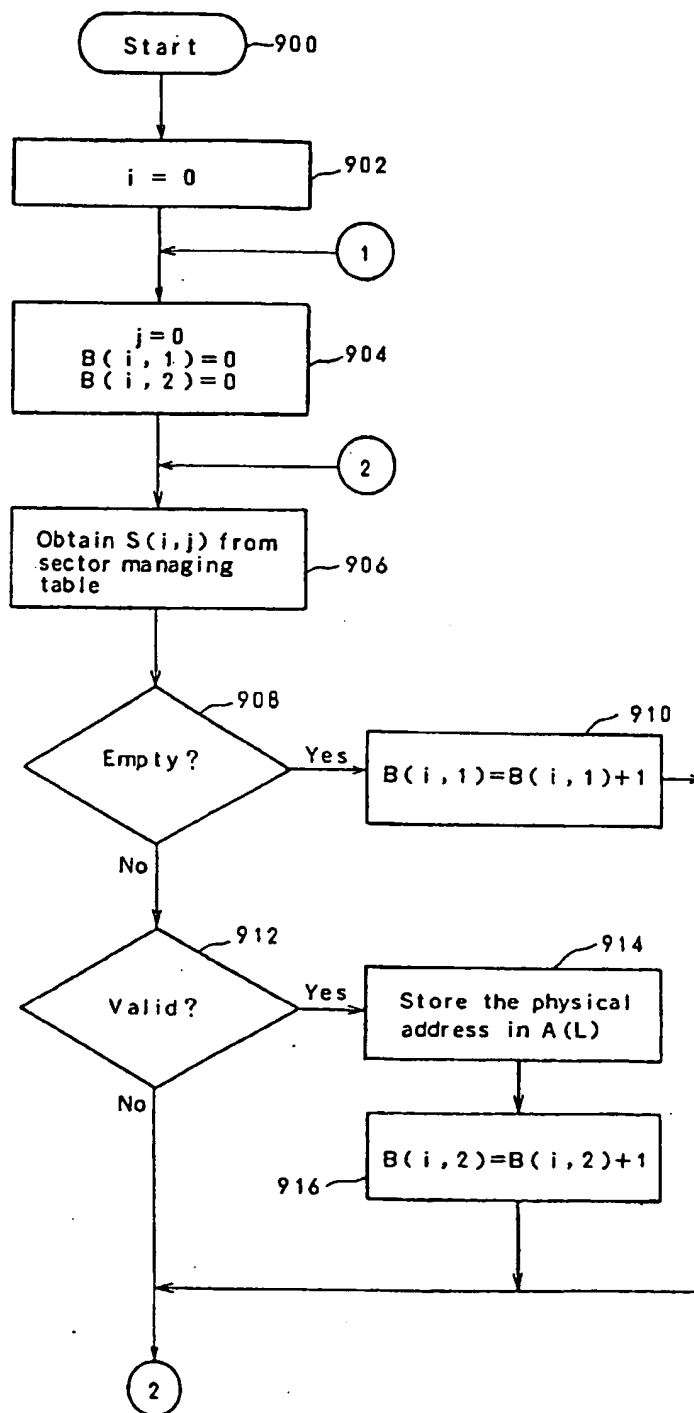 Start
900
i = 0
902
1
j=0
B(i,1)=0
B(i,2)=0
904
2
Obtain S(i,j) from
sector managing
table
906
908
Empty?
Yes
910
B(i,1)=B(i,1)+1
No
912
Valid?
Yes
914
Store the physical
address in A(L)
No
B(i,2)=B(i,2)+1
916
2